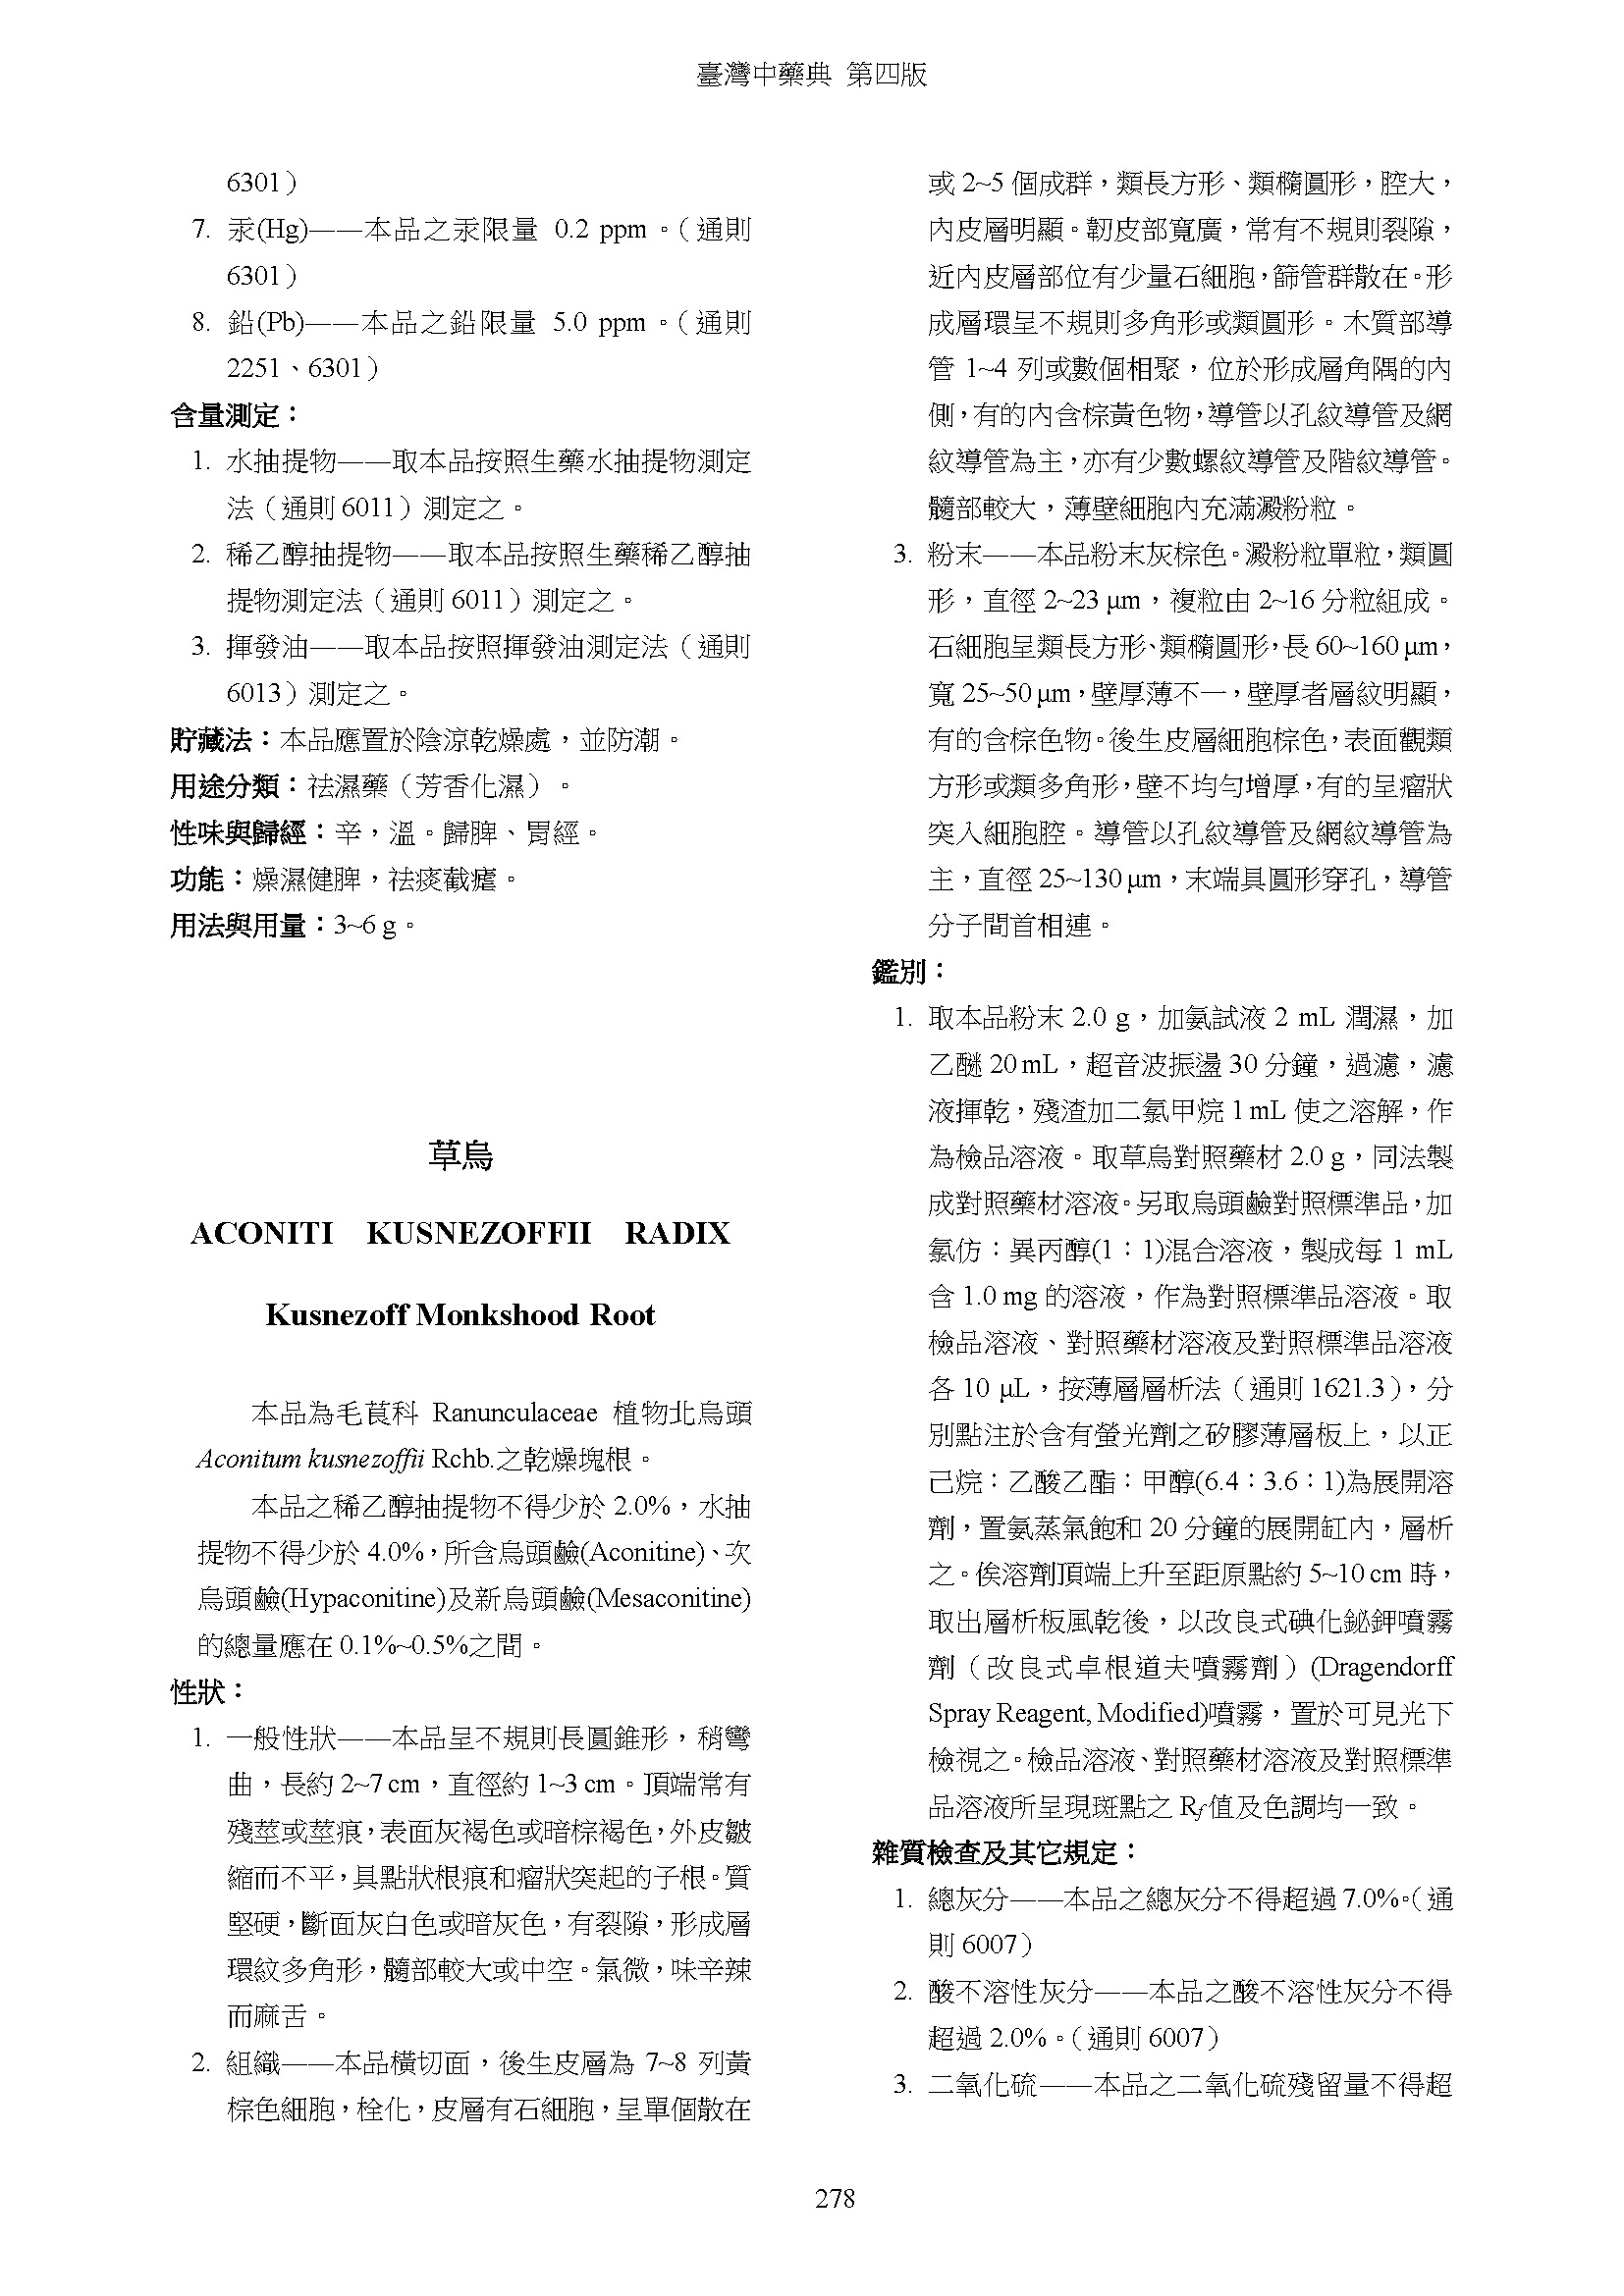 臺灣中藥典 第四版
6301）
7. 汞(Hg)——本品之汞限量 0.2 ppm。（通則
6301）
8. 鉛(Pb)——本品之鉛限量 5.0 ppm。（通則
2251、6301）
含量測定：
1. 水抽提物——取本品按照生藥水抽提物測定
法（通則 6011）測定之。
2. 稀乙醇抽提物——取本品按照生藥稀乙醇抽
提物測定法（通則 6011）測定之。
3. 揮發油——取本品按照揮發油測定法（通則
6013）測定之。
貯藏法：本品應置於陰涼乾燥處，並防潮。
用途分類：祛濕藥（芳香化濕）。
性味與歸經：辛，溫。歸脾、胃經。
功能：燥濕健脾，祛痰截瘧。
用法與用量：3~6 g。
草烏
ACONITI KUSNEZOFFII RADIX
Kusnezoff Monkshood Root
本品為毛茛科 Ranunculaceae 植物北烏頭
Aconitum kusnezoffii Rchb.之乾燥塊根。
本品之稀乙醇抽提物不得少於 2.0%，水抽
提物不得少於 4.0%，所含烏頭鹼(Aconitine)、次
烏頭鹼(Hypaconitine)及新烏頭鹼(Mesaconitine)
的總量應在 0.1%~0.5%之間。
性狀：
1. 一般性狀——本品呈不規則長圓錐形，稍彎
曲，長約 2~7 cm，直徑約 1~3 cm。頂端常有
殘莖或莖痕，表面灰褐色或暗棕褐色，外皮皺
縮而不平，具點狀根痕和瘤狀突起的子根。質
堅硬，斷面灰白色或暗灰色，有裂隙，形成層
環紋多角形，髓部較大或中空。氣微，味辛辣
而麻舌。
2. 組織——本品橫切面，後生皮層為 7~8 列黃
棕色細胞，栓化，皮層有石細胞，呈單個散在
或 2~5 個成群，類長方形、類橢圓形，腔大，
內皮層明顯。韌皮部寬廣，常有不規則裂隙，
近內皮層部位有少量石細胞，篩管群散在。形
成層環呈不規則多角形或類圓形。木質部導
管 1~4 列或數個相聚，位於形成層角隅的內
側，有的內含棕黃色物，導管以孔紋導管及網
紋導管為主，亦有少數螺紋導管及階紋導管。
髓部較大，薄壁細胞內充滿澱粉粒。
3. 粉末——本品粉末灰棕色。澱粉粒單粒，類圓
形，直徑 2~23 μm，複粒由 2~16 分粒組成。
石細胞呈類長方形、類橢圓形，長 60~160 μm，
寬 25~50 μm，壁厚薄不一，壁厚者層紋明顯，
有的含棕色物。後生皮層細胞棕色，表面觀類
方形或類多角形，壁不均勻增厚，有的呈瘤狀
突入細胞腔。導管以孔紋導管及網紋導管為
主，直徑 25~130 μm，末端具圓形穿孔，導管
分子間首相連。
鑑別：
1. 取本品粉末 2.0 g，加氨試液 2 mL 潤濕，加
乙醚 20 mL，超音波振盪 30 分鐘，過濾，濾
液揮乾，殘渣加二氯甲烷 1 mL 使之溶解，作
為檢品溶液。取草烏對照藥材 2.0 g，同法製
成對照藥材溶液。另取烏頭鹼對照標準品，加
氯仿：異丙醇(1：1)混合溶液，製成每 1 mL
含 1.0 mg 的溶液，作為對照標準品溶液。取
檢品溶液、對照藥材溶液及對照標準品溶液
各 10 μL，按薄層層析法（通則 1621.3），分
別點注於含有螢光劑之矽膠薄層板上，以正
己烷：乙酸乙酯：甲醇(6.4：3.6：1)為展開溶
劑，置氨蒸氣飽和 20 分鐘的展開缸內，層析
之。俟溶劑頂端上升至距原點約 5~10 cm 時，
取出層析板風乾後，以改良式碘化鉍鉀噴霧
劑（改良式卓根道夫噴霧劑）(Dragendorff
Spray Reagent, Modified)噴霧，置於可見光下
檢視之。檢品溶液、對照藥材溶液及對照標準
品溶液所呈現斑點之 Rf值及色調均一致。
雜質檢查及其它規定：
1. 總灰分——本品之總灰分不得超過 7.0%。（通
則 6007）
2. 酸不溶性灰分——本品之酸不溶性灰分不得
超過 2.0%。（通則 6007）
3. 二氧化硫——本品之二氧化硫殘留量不得超
278